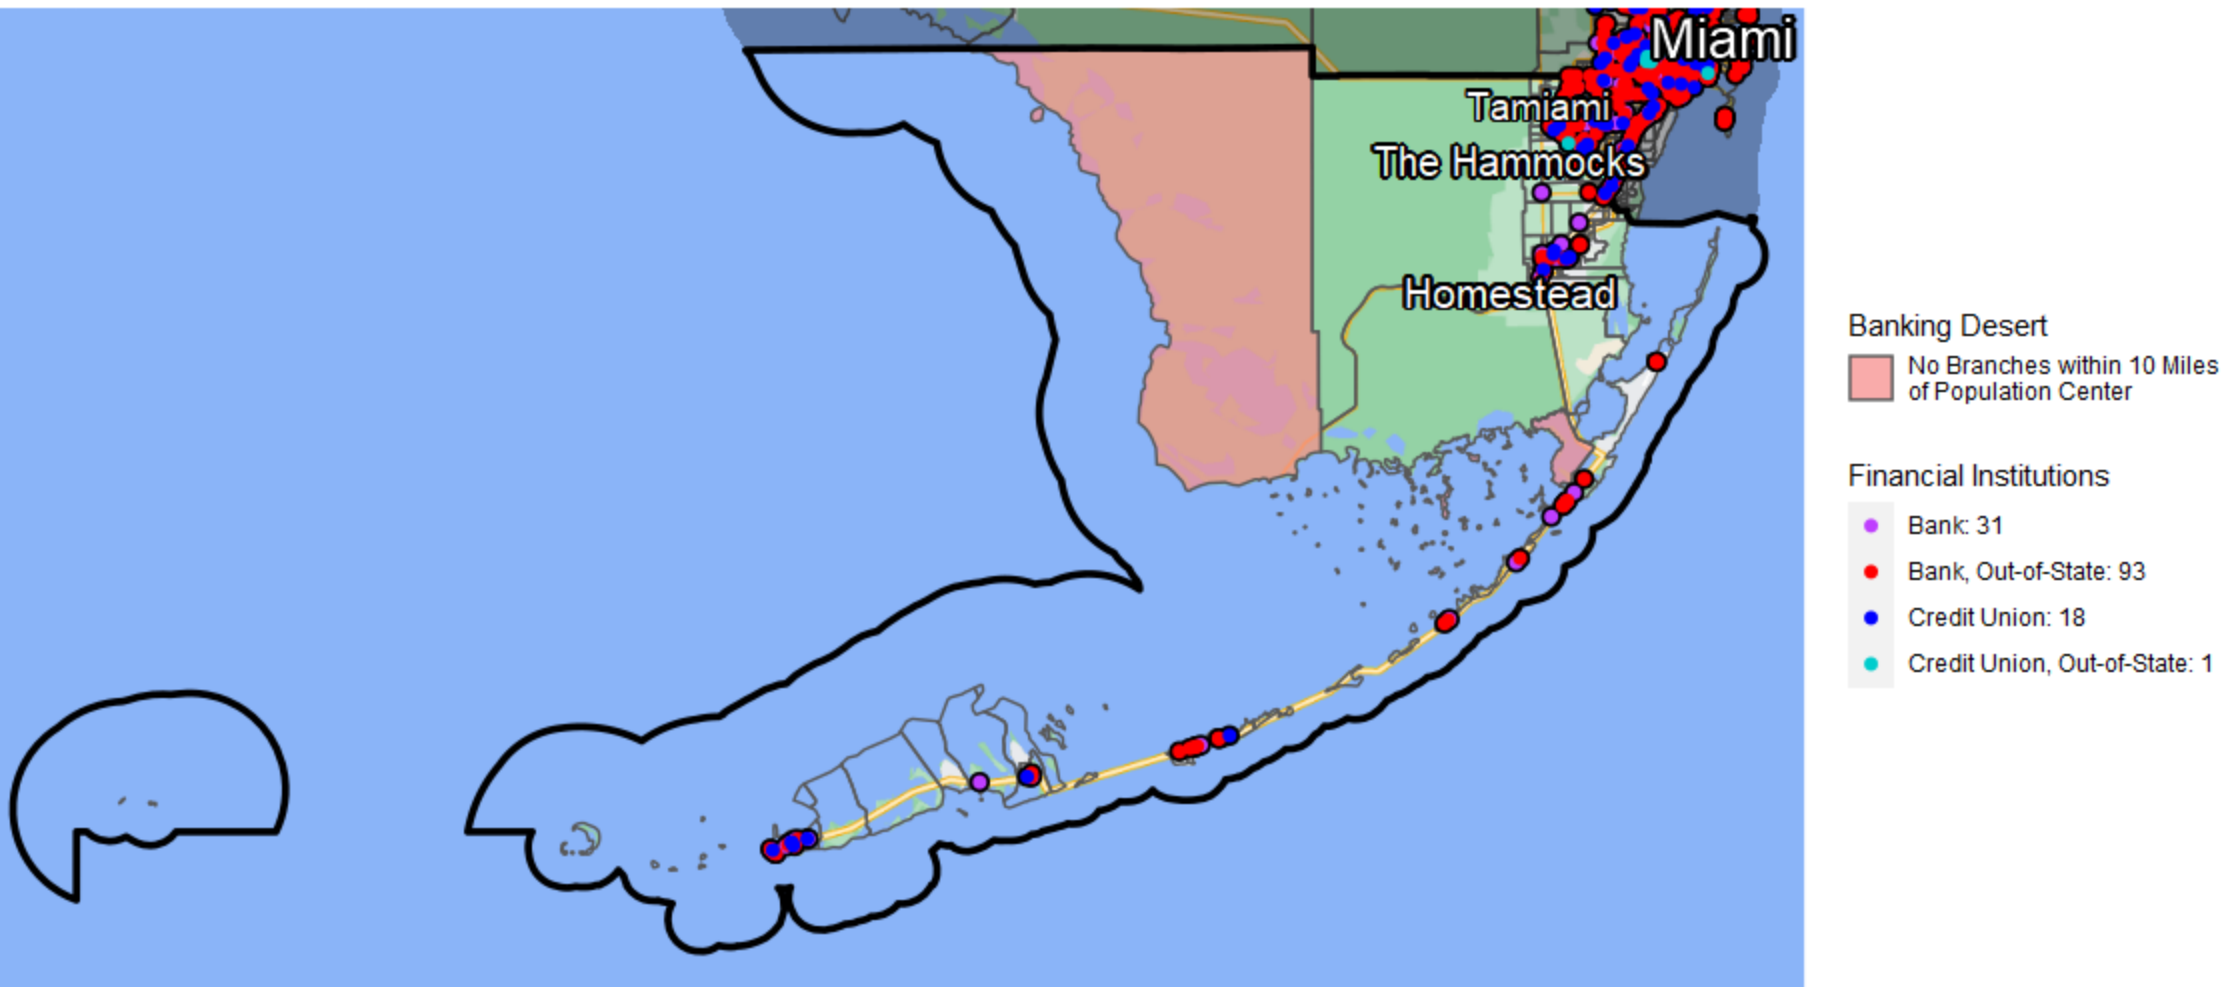 Miami
Tamiami
The Hammocks
Homestead
Banking Desert
No Branches within 10 Miles
of Population Center
Financial Institutions
Bank: 31
Bank, Out-of-State: 93
Credit Union: 18
Credit Union, Out-of-State: 1